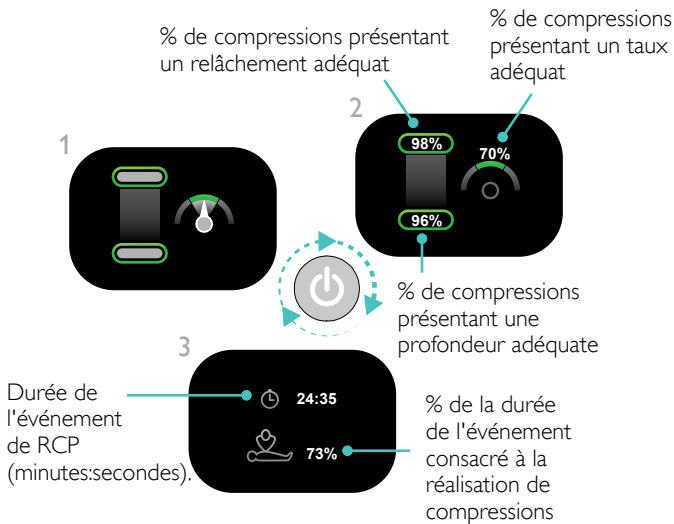 % de compressions présentant
un relâchement adéquat
% de compressions
présentant un taux
adéquat
1
2
98%
70%
96%
% de compressions
présentant une
profondeur adéquate
3
Durée de
l'événement
de RCP
(minutes:secondes).
24:35
73%
% de la durée
de l'événement
consacré à la
réalisation de
compressions